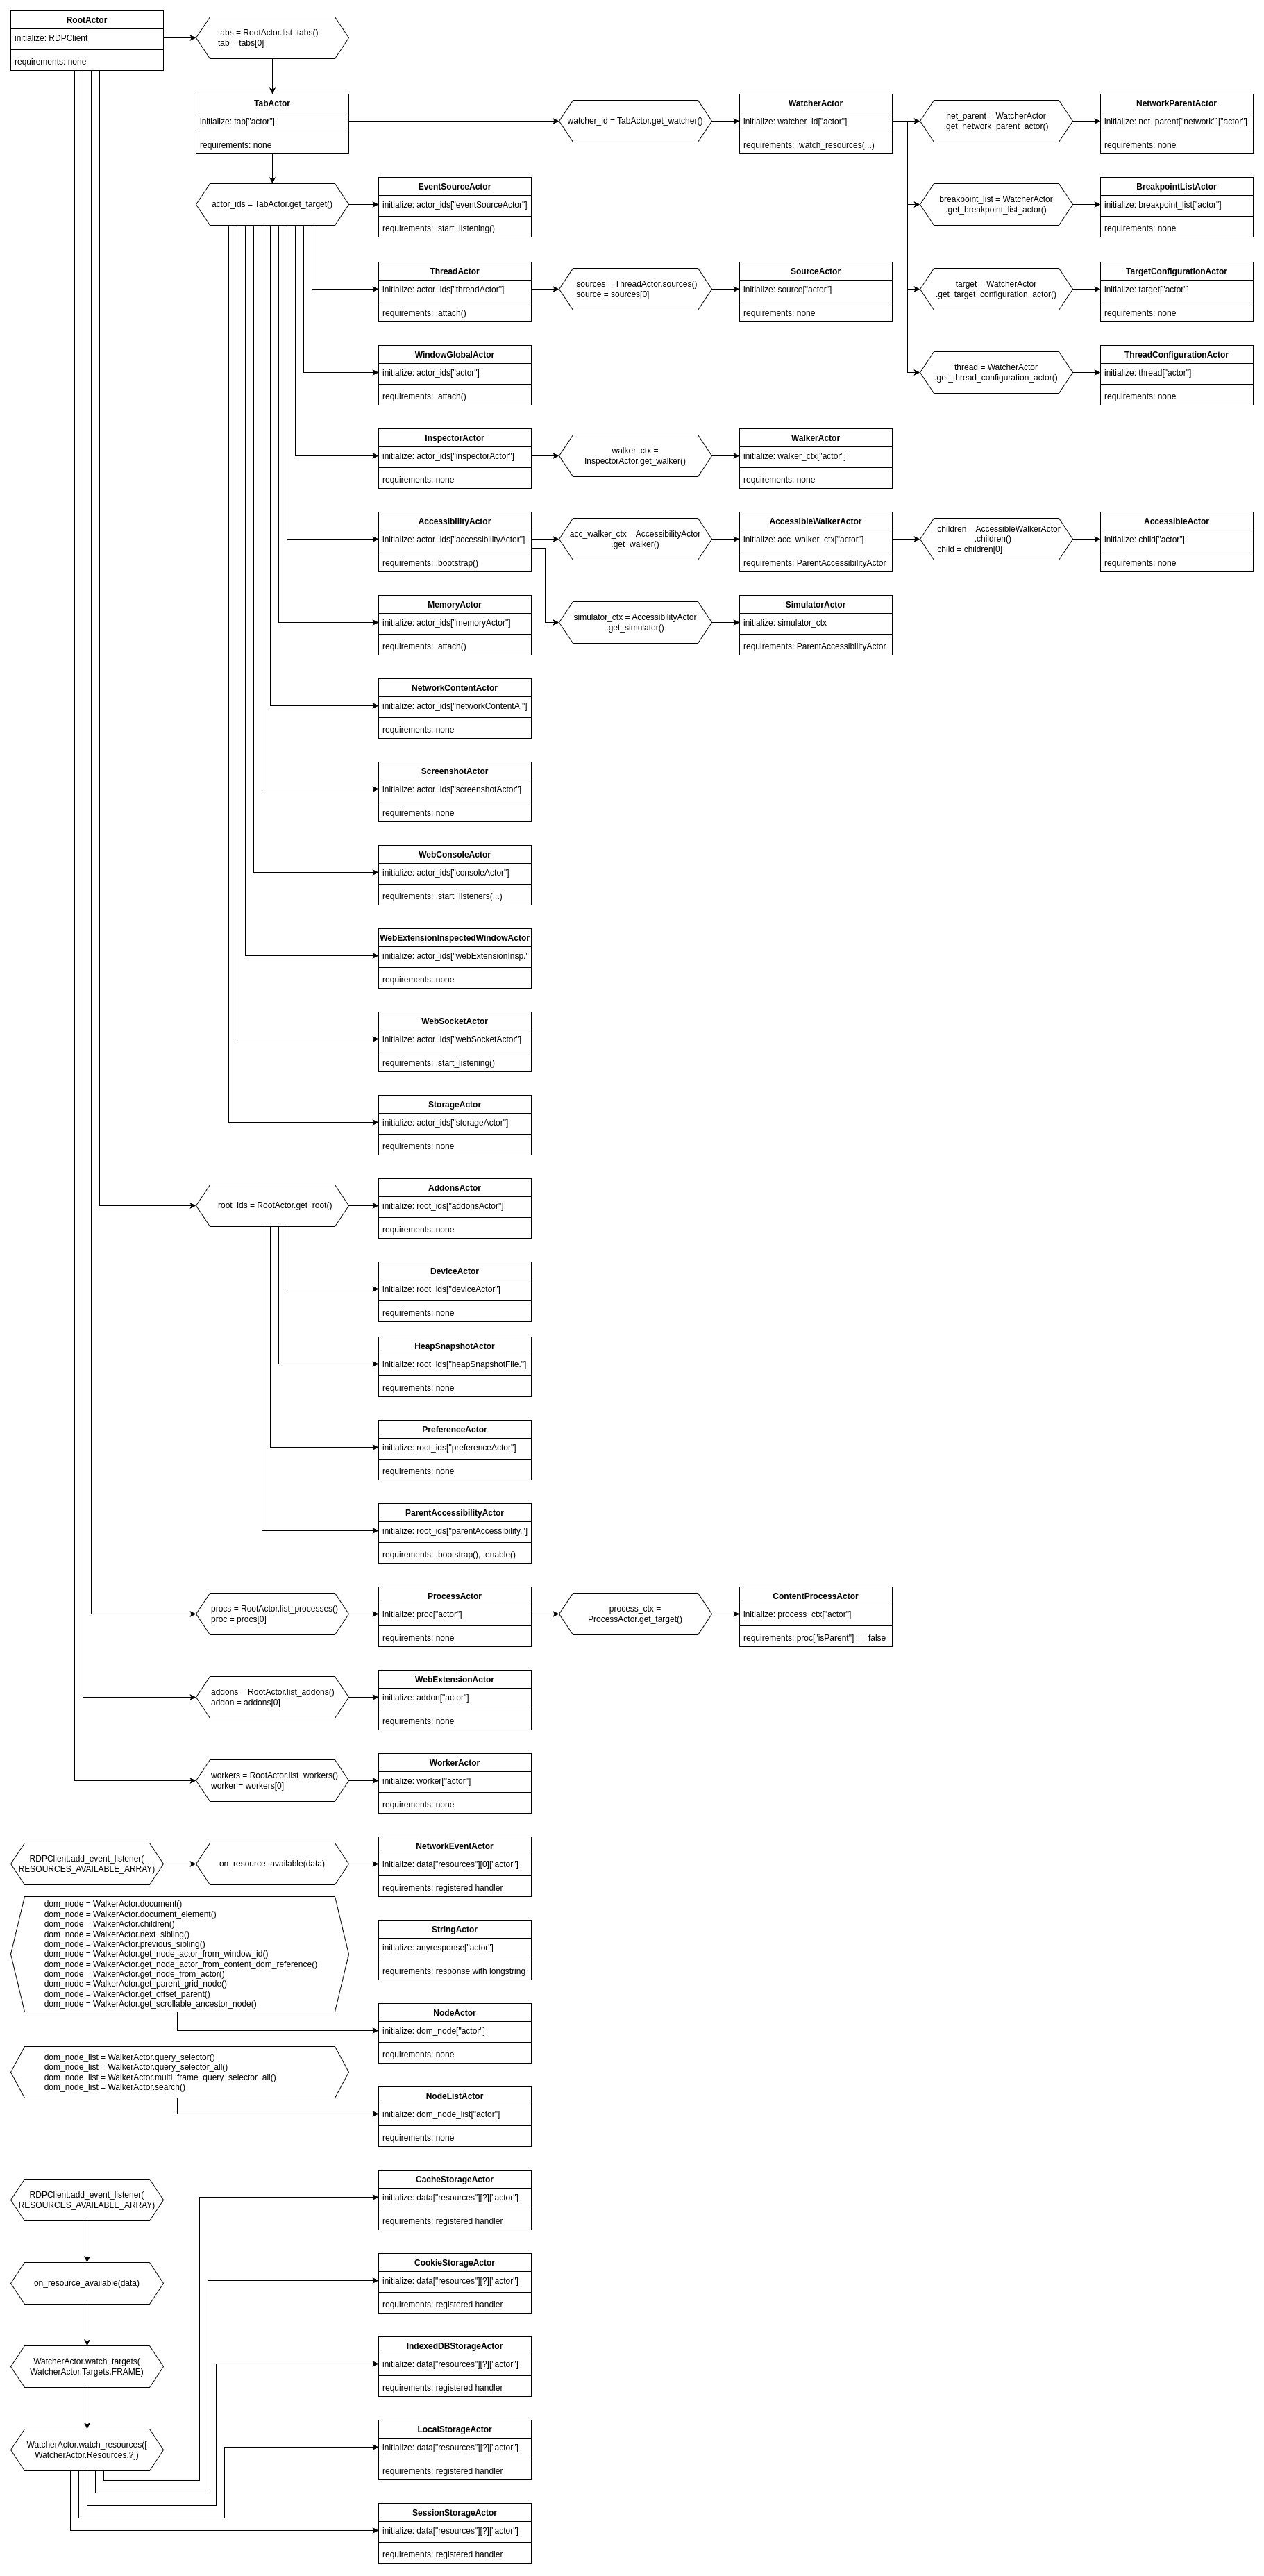 RootActor
initialize: RDPClient
requirements: none
tabs = RootActor.list_tabs()
tab = tabs[0]
TabActor
initialize: tab["actor"]
requirements: none
watcher_id = TabActor.get_watcher()
WatcherActor
initialize: watcher_id["actor"]
requirements: .watch_resources(...)
net_parent = WatcherActor
.get_network_parent_actor()
NetworkParentActor
initialize: net_parent["network"]["actor"]
requirements: none
actor_ids = TabActor.get_target()
EventSourceActor
initialize: actor_ids["eventSourceActor"]
requirements: .start_listening()
breakpoint_list = WatcherActor
.get_breakpoint_list_actor()
BreakpointListActor
initialize: breakpoint_list["actor"]
requirements: none
ThreadActor
initialize: actor_ids["threadActor"]
requirements: .attach()
sources = ThreadActor.sources()
source = sources[0]
SourceActor
initialize: source["actor"]
requirements: none
target = WatcherActor
.get_target_configuration_actor()
TargetConfigurationActor
initialize: target["actor"]
requirements: none
WindowGlobalActor
initialize: actor_ids["actor"]
requirements: .attach()
thread = WatcherActor
.get_thread_configuration_actor()
ThreadConfigurationActor
initialize: thread["actor"]
requirements: none
InspectorActor
initialize: actor_ids["inspectorActor"]
requirements: none
walker_ctx =
InspectorActor.get_walker()
WalkerActor
initialize: walker_ctx["actor"]
requirements: none
AccessibilityActor
initialize: actor_ids["accessibilityActor"]
requirements: .bootstrap()
acc_walker_ctx = AccessibilityActor
.get_walker()
AccessibleWalkerActor
initialize: acc_walker_ctx["actor"]
requirements: ParentAccessibilityActor
children = AccessibleWalkerActor
.children()
child = children[0]
AccessibleActor
initialize: child["actor"]
requirements: none
MemoryActor
initialize: actor_ids["memoryActor"]
requirements: .attach()
simulator_ctx = AccessibilityActor
.get_simulator()
SimulatorActor
initialize: simulator_ctx
requirements: ParentAccessibilityActor
NetworkContentActor
initialize: actor_ids["networkContentA."]
requirements: none
ScreenshotActor
initialize: actor_ids["screenshotActor"]
requirements: none
WebConsoleActor
initialize: actor_ids["consoleActor"]
requirements: .start_listeners(...)
WebExtensionInspectedWindowActor
initialize: actor_ids["webExtensionInsp."
requirements: none
WebSocketActor
initialize: actor_ids["webSocketActor"]
requirements: .start_listening()
StorageActor
initialize: actor_ids["storageActor"]
requirements: none
root_ids = RootActor.get_root()
AddonsActor
initialize: root_ids["addonsActor"]
requirements: none
DeviceActor
initialize: root_ids["deviceActor"]
requirements: none
HeapSnapshotActor
initialize: root_ids["heapSnapshotFile."]
requirements: none
PreferenceActor
initialize: root_ids["preferenceActor"]
requirements: none
ParentAccessibilityActor
initialize: root_ids["parentAccessibility."]
requirements: .bootstrap(), .enable()
procs = RootActor.list_processes()
proc = procs[0]
ProcessActor
initialize: proc["actor"]
requirements: none
process_ctx =
ProcessActor.get_target()
ContentProcessActor
initialize: process_ctx["actor"]
requirements: proc["isParent"] == false
addons = RootActor.list_addons()
addon = addons[0]
WebExtensionActor
initialize: addon["actor"]
requirements: none
workers = RootActor.list_workers()
worker = workers[0]
WorkerActor
initialize: worker["actor"]
requirements: none
RDPClient.add_event_listener(
RESOURCES_AVAILABLE_ARRAY)
on_resource_available(data)
NetworkEventActor
initialize: data["resources"][0]["actor"]
requirements: registered handler
dom_node = WalkerActor.document()
dom_node = WalkerActor.document_element()
dom_node = WalkerActor.children()
dom_node = WalkerActor.next_sibling()
dom_node = WalkerActor.previous_sibling()
dom_node = WalkerActor.get_node_actor_from_window_id()
dom_node = WalkerActor.get_node_actor_from_content_dom_reference()
dom_node = WalkerActor.get_node_from_actor()
dom_node = WalkerActor.get_parent_grid_node()
dom_node = WalkerActor.get_offset_parent()
dom_node = WalkerActor.get_scrollable_ancestor_node()
StringActor
initialize: anyresponse["actor"]
requirements: response with longstring
NodeActor
initialize: dom_node["actor"]
requirements: none
dom_node_list = WalkerActor.query_selector()
dom_node_list = WalkerActor.query_selector_all()
dom_node_list = WalkerActor.multi_frame_query_selector_all()
dom_node_list = WalkerActor.search()
NodeListActor
initialize: dom_node_list["actor"]
requirements: none
RDPClient.add_event_listener(
RESOURCES_AVAILABLE_ARRAY)
CacheStorageActor
initialize: data["resources"][?]["actor"]
requirements: registered handler
on_resource_available(data)
CookieStorageActor
initialize: data["resources"][?]["actor"]
requirements: registered handler
WatcherActor.watch_targets(
WatcherActor.Targets.FRAME)
IndexedDBStorageActor
initialize: data["resources"][?]["actor"]
requirements: registered handler
WatcherActor.watch_resources([
WatcherActor.Resources.?])
LocalStorageActor
initialize: data["resources"][?]["actor"]
requirements: registered handler
SessionStorageActor
initialize: data["resources"][?]["actor"]
requirements: registered handler